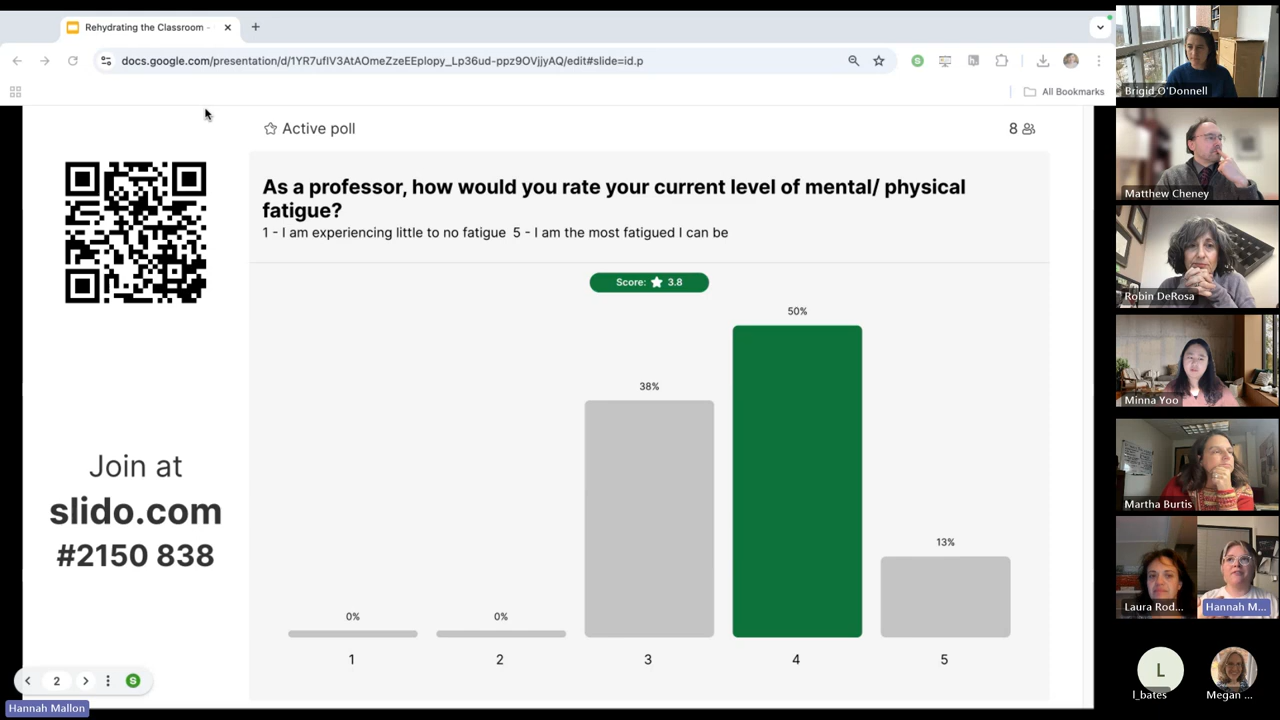 Rehydrating the Classroom -
docs.google.com/presentation/d/1YR7ufIV3AtAOmeZzeEEplopy_Lp36ud-ppz9OVjjyAQ/edit#slide=id.p
All Bookmarks
Active poll
8
As a professor, how would you rate your current level of mental/ physical
fatigue?
1 - I am experiencing little to no fatigue 5 - I am the most fatigued I can be
Score: 3.8
50%
38%
13%
0%
0%
1
2
3
4
5
Join at
slido.com
#2150 838
2
S
Hannah Mallon
Brigid O'Donnell
Matthew Cheney
Robin DeRosa
Minna Yoo
Martha Burtis
Laura Rod...
Hannah M...
L
l_bates
Megan ...